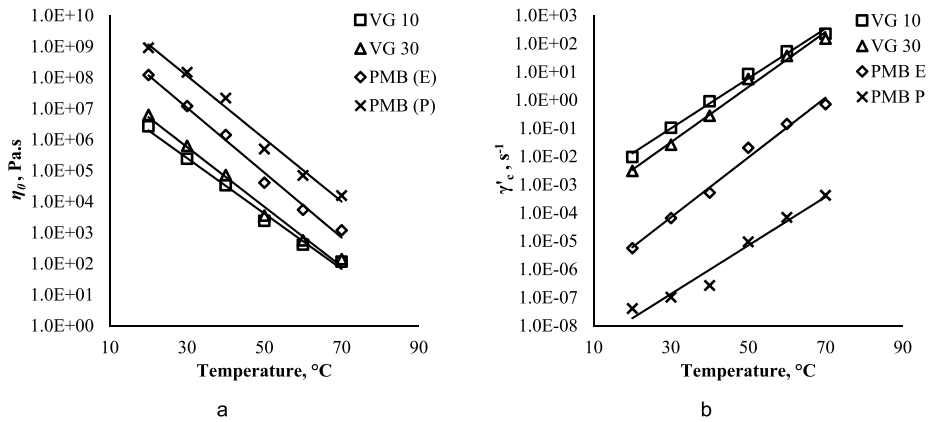 1.0E+10
1.0E+09
1.0E+08
1.0E+07
1.0E+06
1.0E+05
1.0E+04
1.0E+03
1.0E+02
1.0E+01
1.0E+00
η0, Pa.s
10 30 50 70 90
Temperature, °C
VG 10
VG 30
PMB (E)
PMB (P)
a
1.0E+03
1.0E+02
1.0E+01
1.0E+00
1.0E-01
1.0E-02
1.0E-03
1.0E-04
1.0E-05
1.0E-06
1.0E-07
1.0E-08
γ'c , s-1
10 30 50 70 90
Temperature, °C
VG 10
VG 30
PMB E
PMB P
b